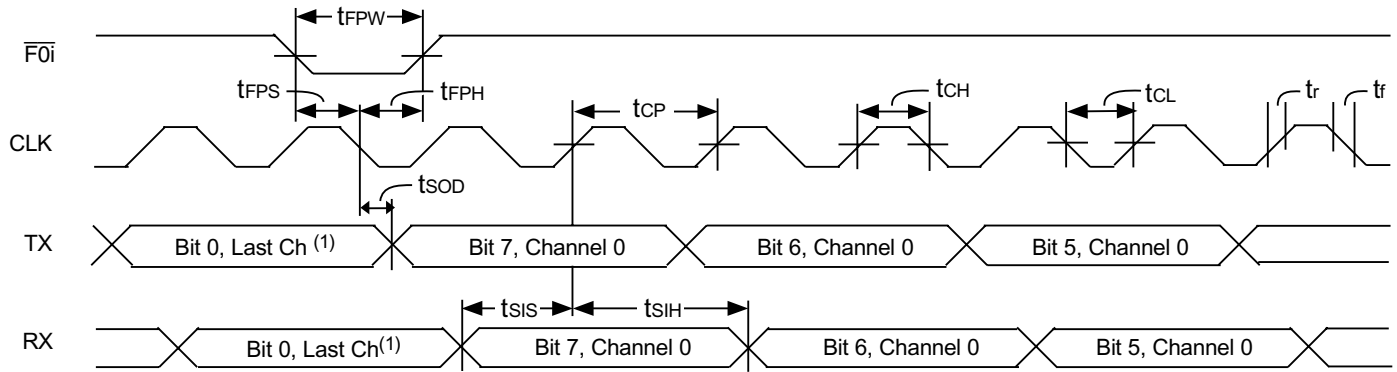 tFPW
F0i
tFPS tFPH tCP tCH tCL tr tf
CLK
tSOD
TX Bit 0, Last Ch (1) Bit 7, Channel 0 Bit 6, Channel 0 Bit 5, Channel 0
tSIS tSIH
RX Bit 0, Last Ch(1) Bit 7, Channel 0 Bit 6, Channel 0 Bit 5, Channel 0